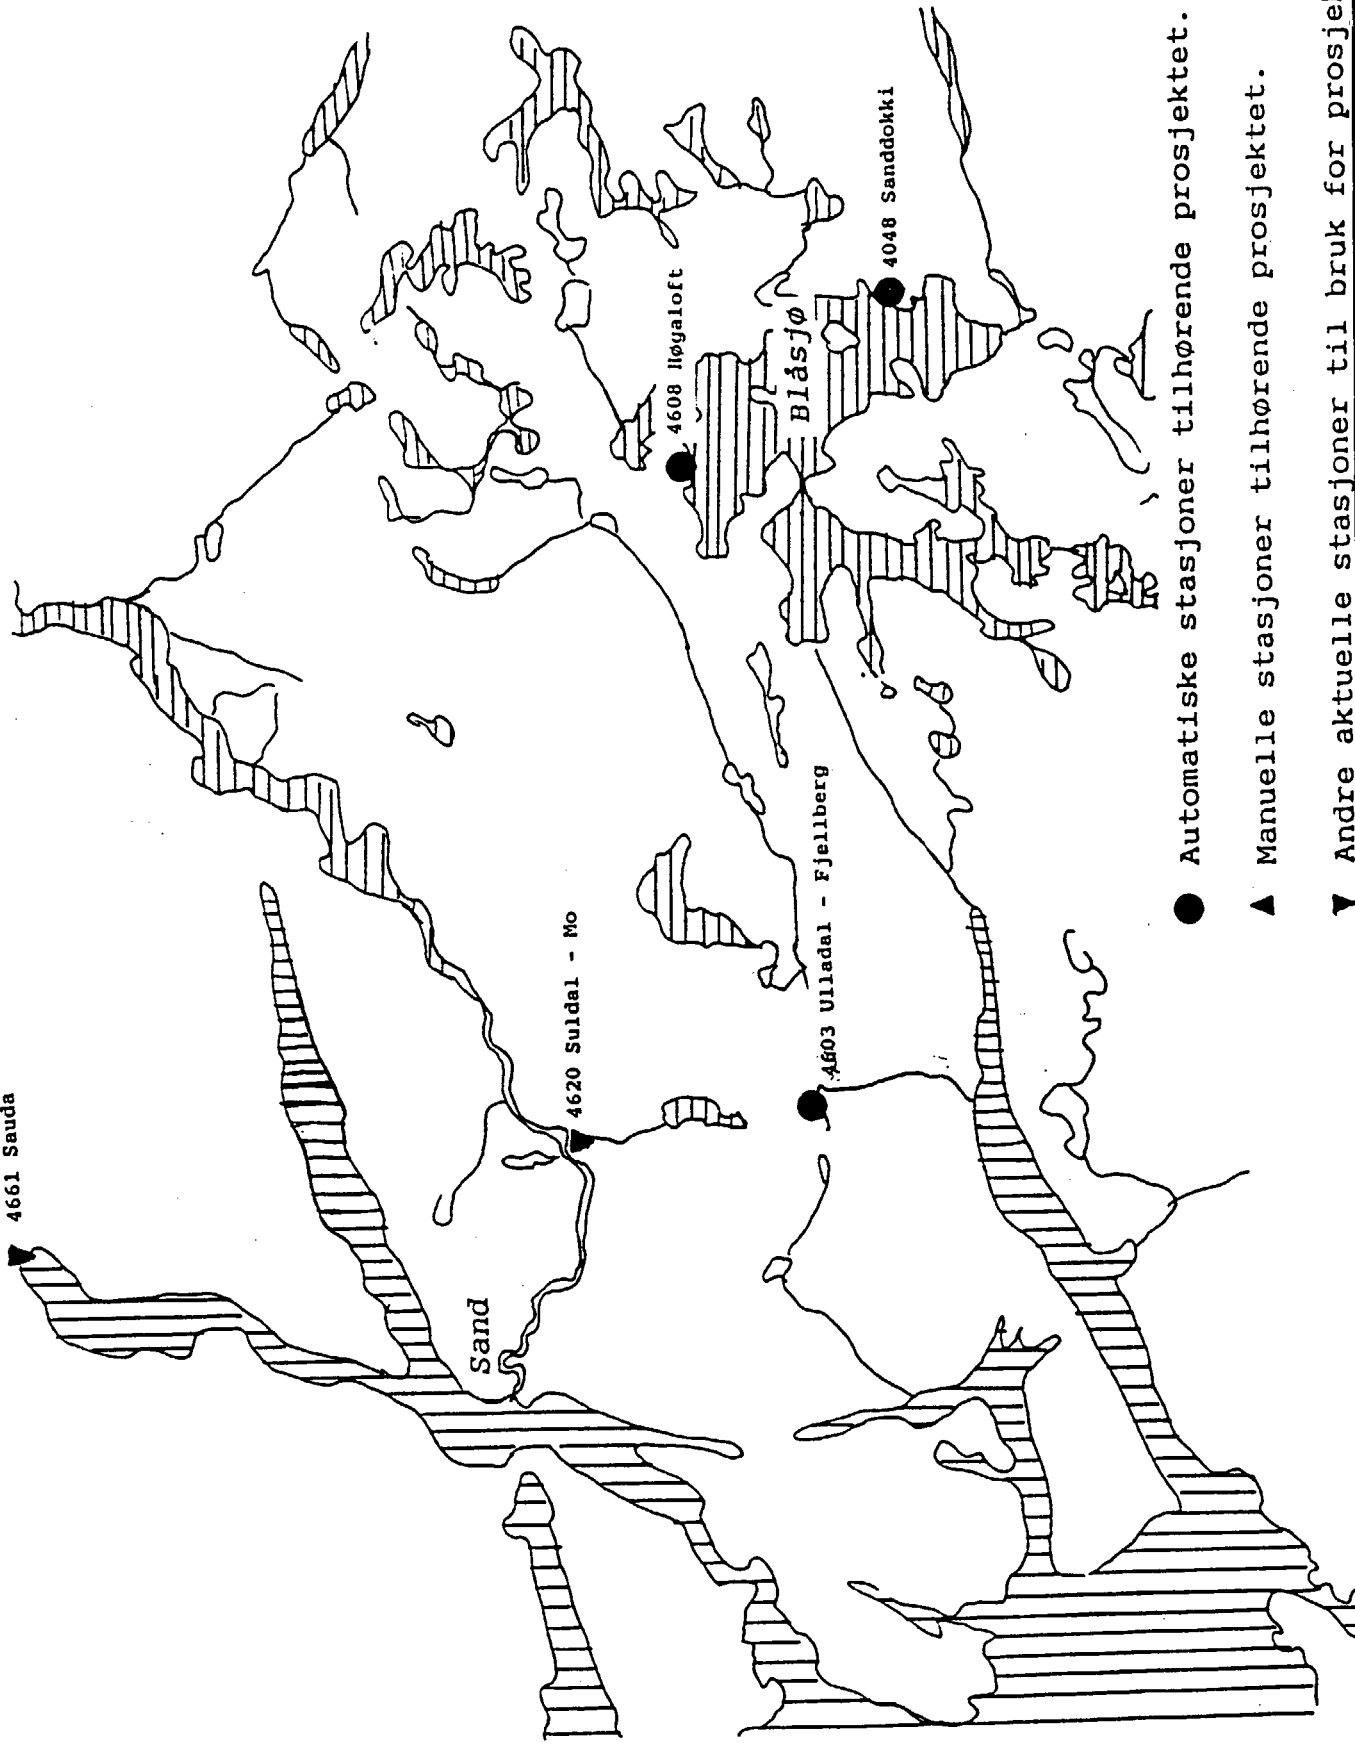 4661 Sauda
Sand
4620 Suldal - Mo
4603 Ulladal - Fjellberg
4608 Høgaloft
Blåsjø
4048 Sanddokki
● Automatiske stasjoner tilhørende prosjektet.
▲ Manuelle stasjoner tilhørende prosjektet.
▼ Andre aktuelle stasjoner til bruk for